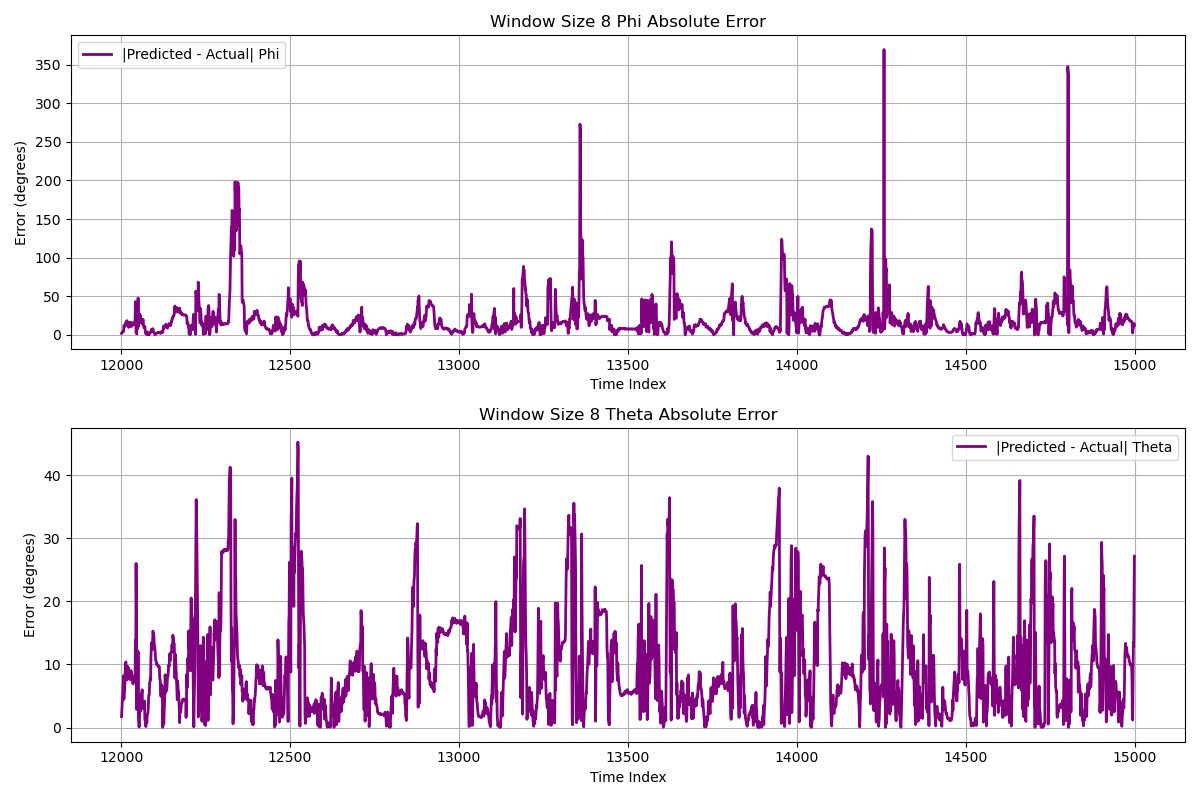 Window Size 8 Phi Absolute Error
|Predicted - Actual| Phi
Error (degrees)
350
300
250
200
150
100
50
0
12000 12500 13000 13500 14000 14500 15000
Time Index
Window Size 8 Theta Absolute Error
|Predicted - Actual| Theta
Error (degrees)
40
30
20
10
0
12000 12500 13000 13500 14000 14500 15000
Time Index